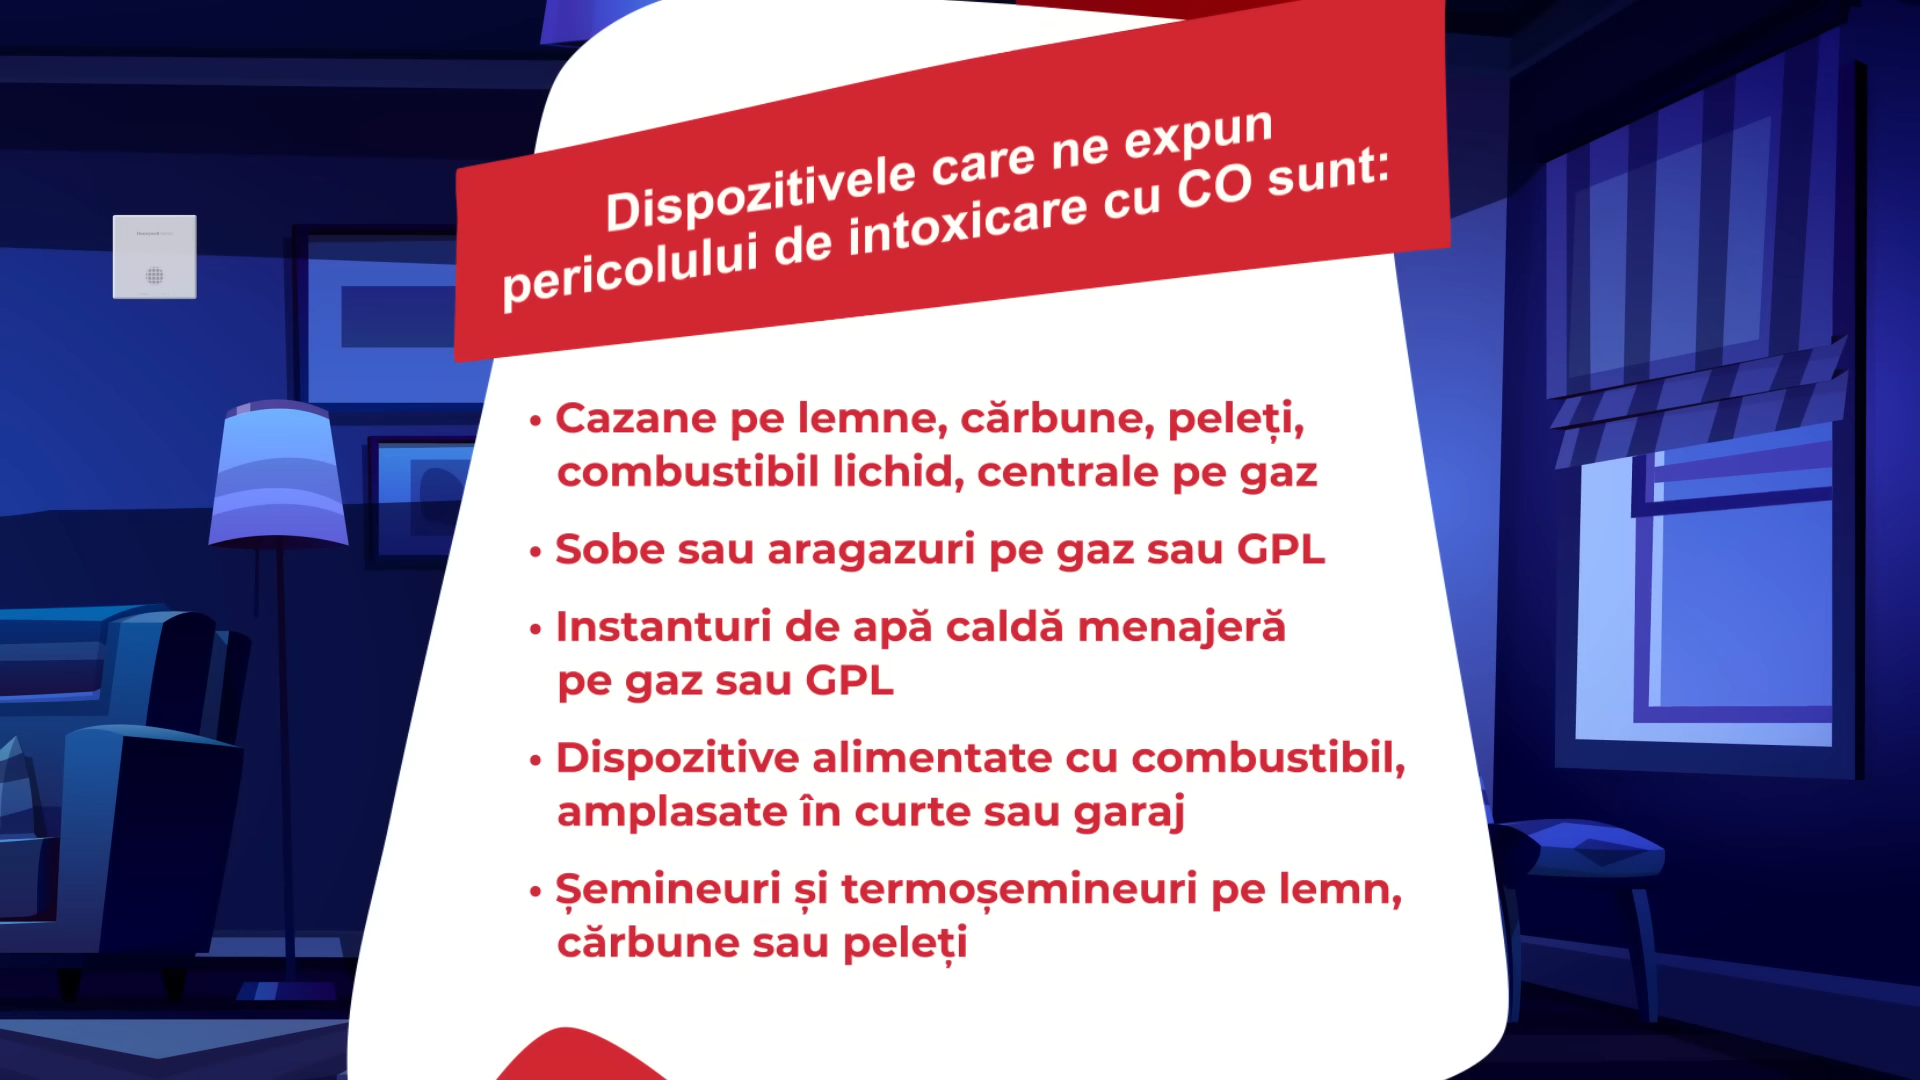 Dispozitivele care ne expun
pericolului de intoxicare cu CO sunt:
• Cazane pe lemne, cărbune, peleți,
combustibil lichid, centrale pe gaz
• Sobe sau aragazuri pe gaz sau GPL
• Instanturi de apă caldă menajeră
pe gaz sau GPL
• Dispozitive alimentate cu combustibil,
amplasate în curte sau garaj
• Șemineuri și termoșemineuri pe lemn,
cărbune sau peleți